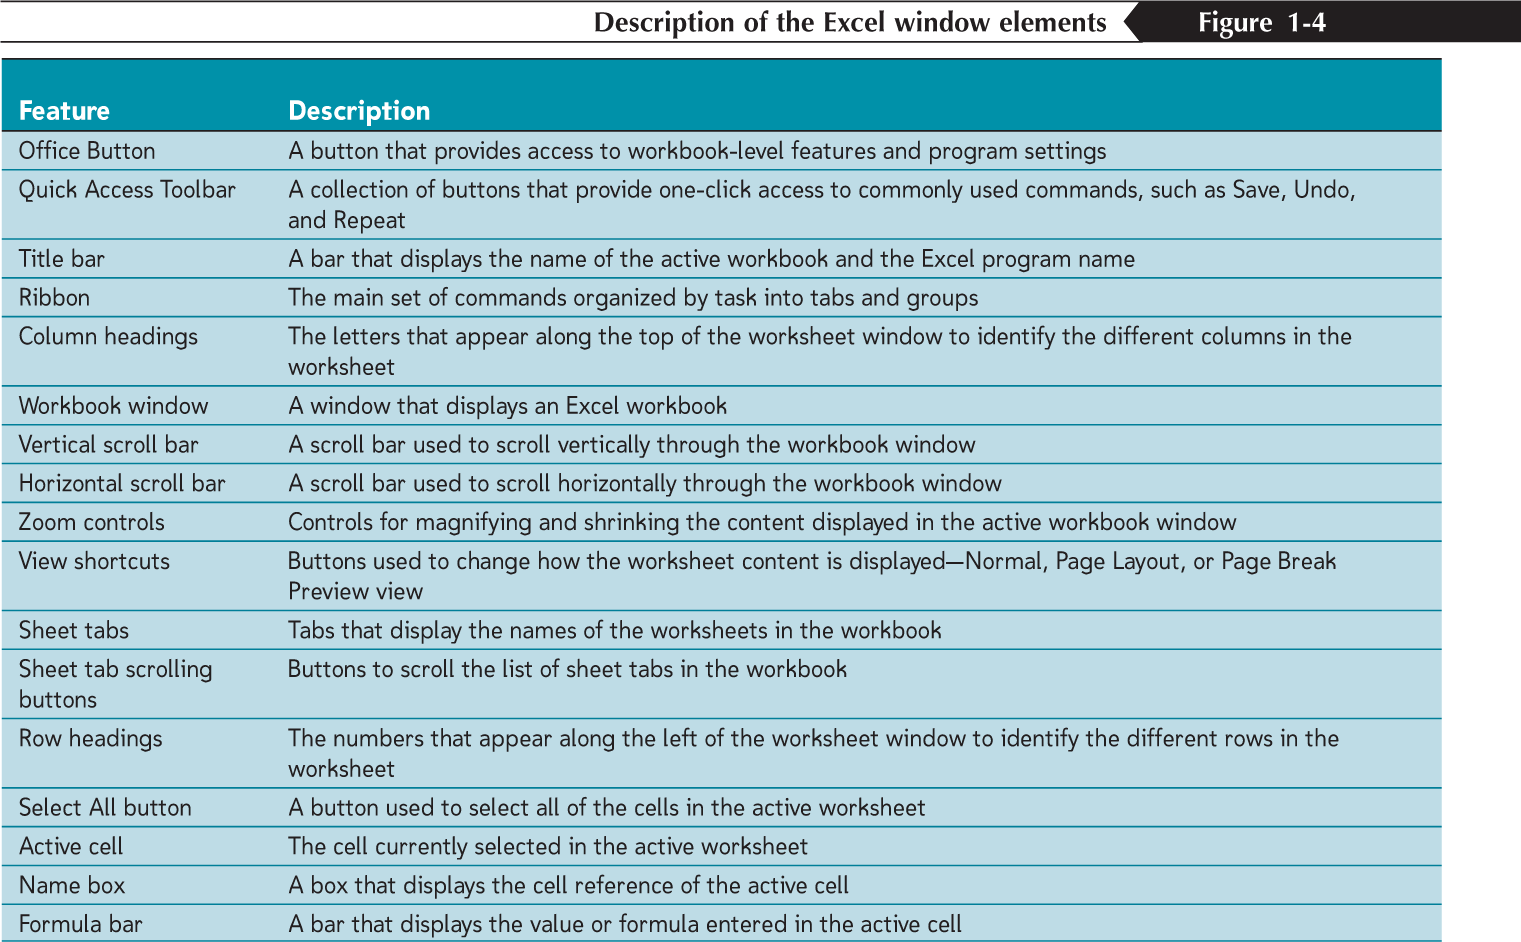 Description of the Excel window elements Figure 1-4
Feature Description
Office Button A button that provides access to workbook-level features and program settings
Quick Access Toolbar A collection of buttons that provide one-click access to commonly used commands, such as Save, Undo,
and Repeat
Title bar A bar that displays the name of the active workbook and the Excel program name
Ribbon The main set of commands organized by task into tabs and groups
Column headings The letters that appear along the top of the worksheet window to identify the different columns in the
worksheet
Workbook window A window that displays an Excel workbook
Vertical scroll bar A scroll bar used to scroll vertically through the workbook window
Horizontal scroll bar A scroll bar used to scroll horizontally through the workbook window
Zoom controls Controls for magnifying and shrinking the content displayed in the active workbook window
View shortcuts Buttons used to change how the worksheet content is displayed—Normal, Page Layout, or Page Break
Preview view
Sheet tabs Tabs that display the names of the worksheets in the workbook
Sheet tab scrolling Buttons to scroll the list of sheet tabs in the workbook
buttons
Row headings The numbers that appear along the left of the worksheet window to identify the different rows in the
worksheet
Select All button A button used to select all of the cells in the active worksheet
Active cell The cell currently selected in the active worksheet
Name box A box that displays the cell reference of the active cell
Formula bar A bar that displays the value or formula entered in the active cell